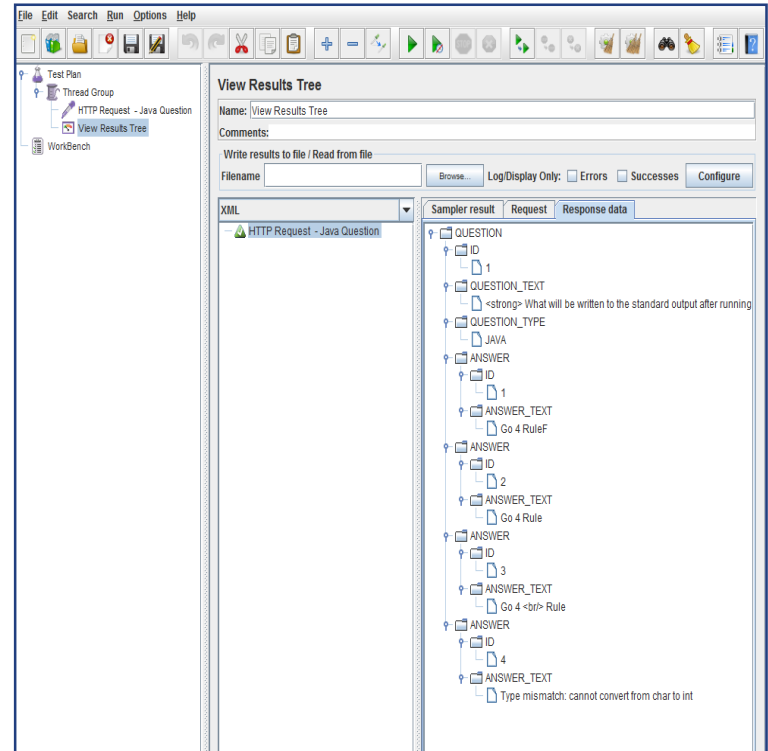 File Edit Search Run Options Help
Test Plan
Thread Group
HTTP Request - Java Question
View Results Tree
WorkBench
View Results Tree
Name: View Results Tree
Comments:
Write results to file / Read from file
Filename Browse... Log/Display Only: Errors Successes Configure
XML
HTTP Request - Java Question
Sampler result Request Response data
QUESTION
ID
1
QUESTION_TEXT
<strong> What will be written to the standard output after running
QUESTION_TYPE
JAVA
ANSWER
ID
1
ANSWER_TEXT
Go 4 RuleF
ANSWER
ID
2
ANSWER_TEXT
Go 4 Rule
ANSWER
ID
3
ANSWER_TEXT
Go 4 <br/> Rule
ANSWER
ID
4
ANSWER_TEXT
Type mismatch: cannot convert from char to int